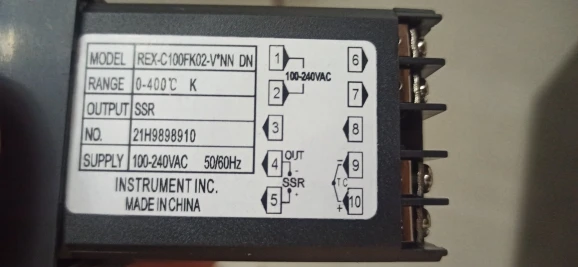 MODEL REX-C100FK02-V*NN DN
RANGE 0-400℃ K
OUTPUT SSR
NO. 21H9898910
SUPPLY 100-240VAC 50/60Hz
INSTRUMENT INC.
MADE IN CHINA
1
100-240VAC
2
3
4 OUT -
SSR
5 +
6
7
8
9 -
TC
10 +